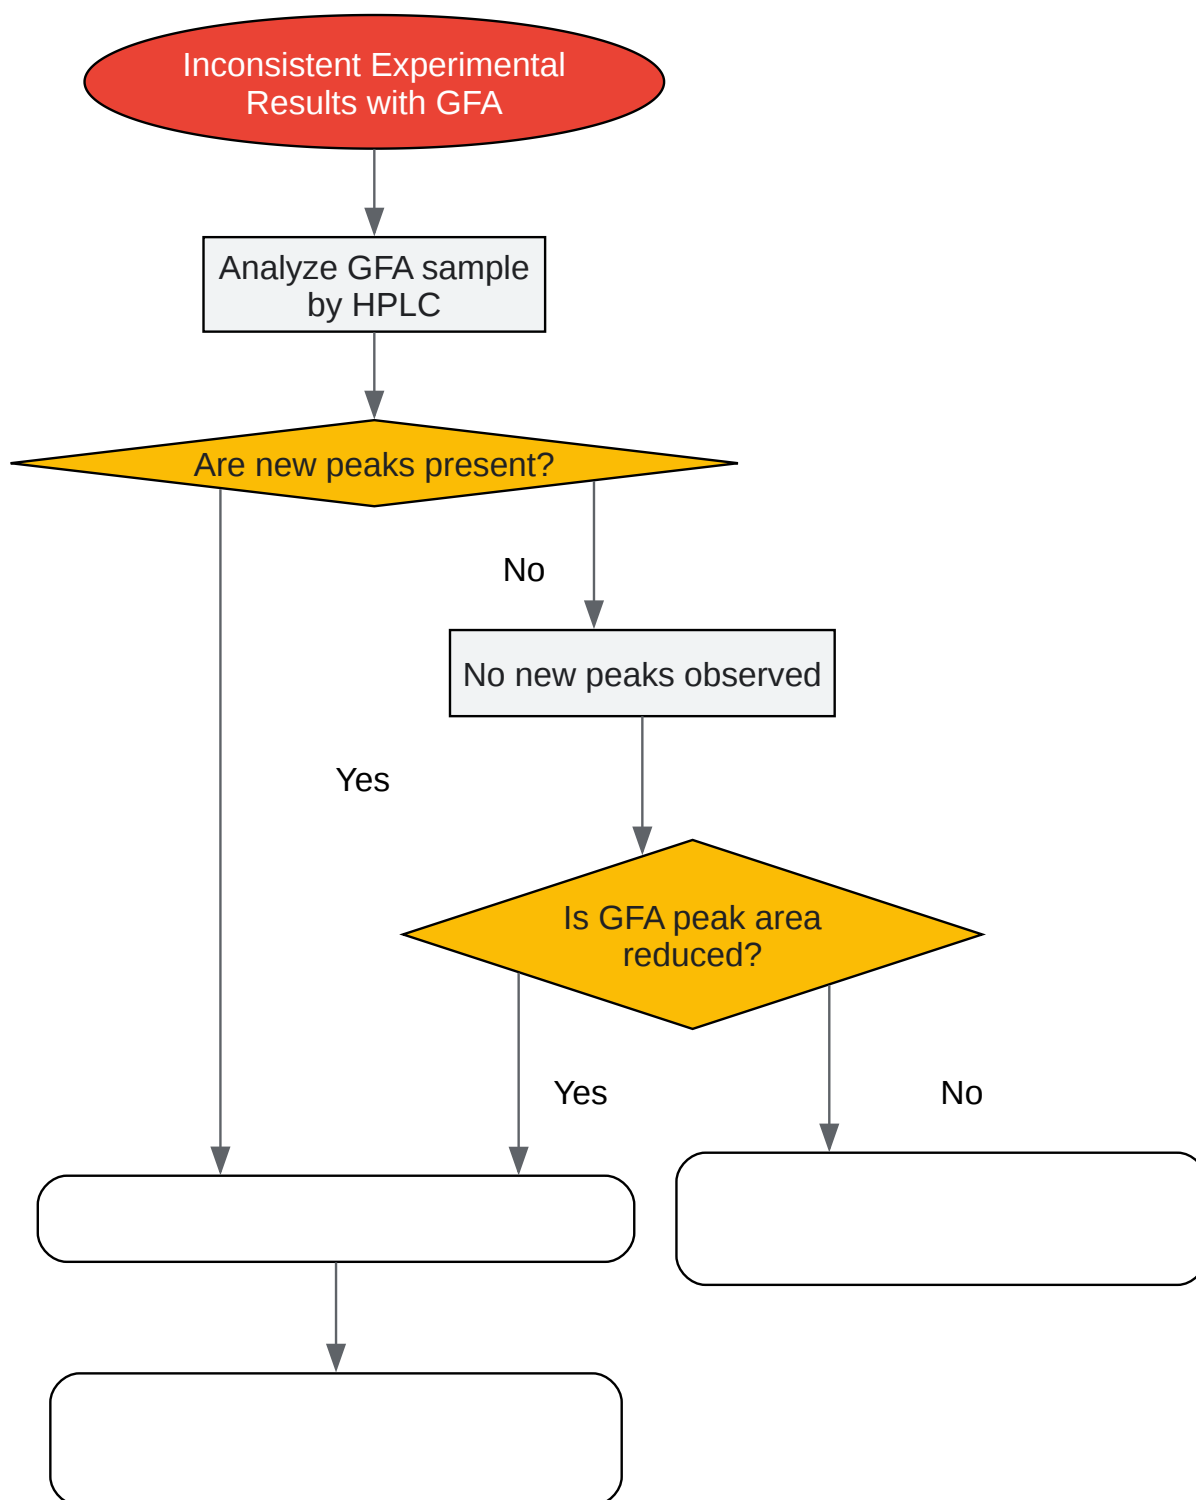 Inconsistent Experimental
Results with GFA
Analyze GFA sample
by HPLC
Are new peaks present?
No
No new peaks observed
Yes
Is GFA peak area
reduced?
Yes
No